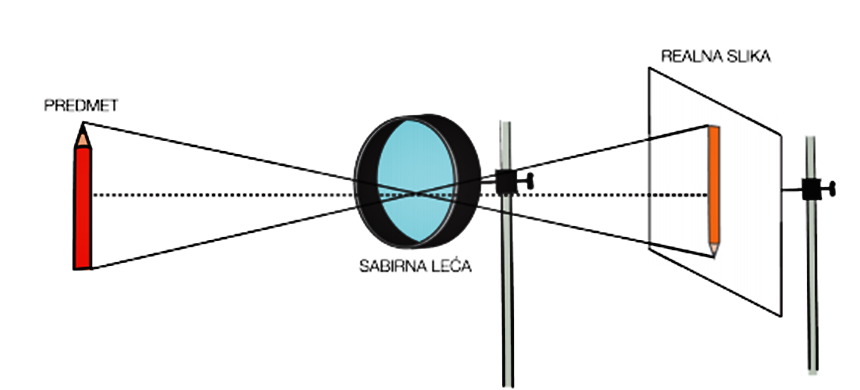 REALNA SLIKA
PREDMET
SABIRNA LEĆA